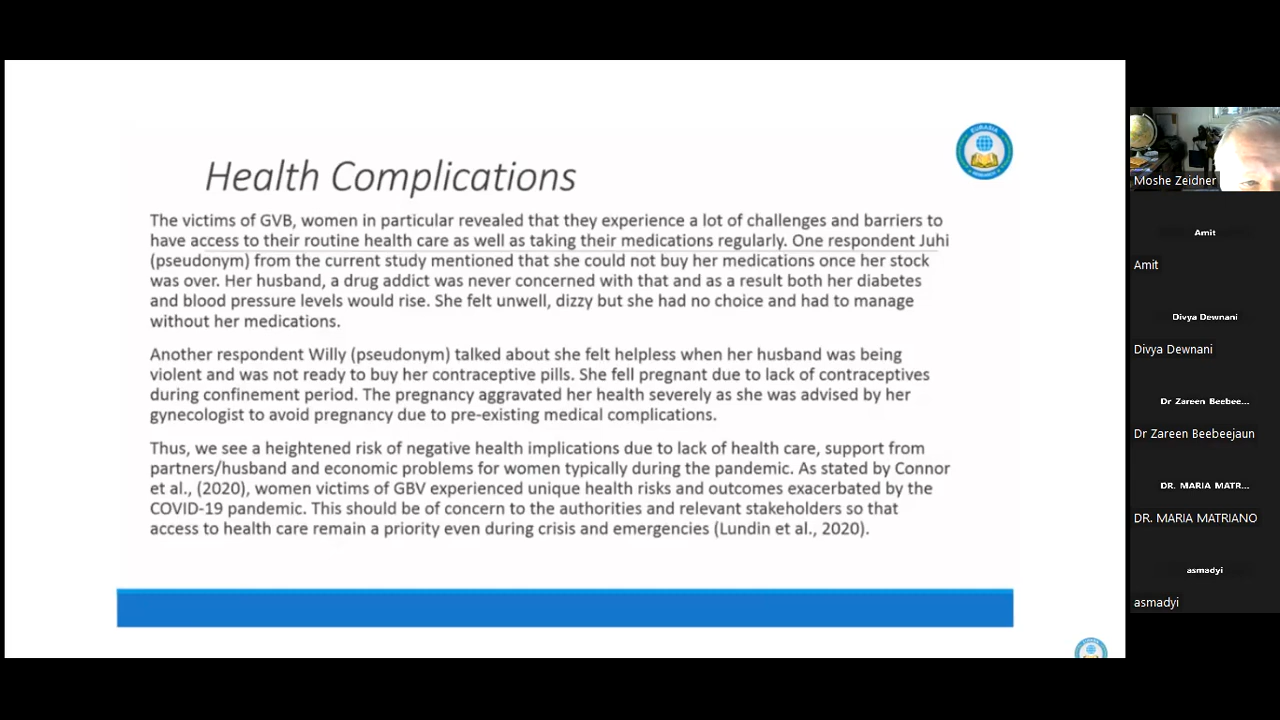 Health Complications
The victims of GVB, women in particular revealed that they experience a lot of challenges and barriers to
have access to their routine health care as well as taking their medications regularly. One respondent Juhi
(pseudonym) from the current study mentioned that she could not buy her medications once her stock
was over. Her husband, a drug addict was never concerned with that and as a result both her diabetes
and blood pressure levels would rise. She felt unwell, dizzy but she had no choice and had to manage
without her medications.
Another respondent Willy (pseudonym) talked about she felt helpless when her husband was being
violent and was not ready to buy her contraceptive pills. She fell pregnant due to lack of contraceptives
during confinement period. The pregnancy aggravated her health severely as she was advised by her
gynecologist to avoid pregnancy due to pre-existing medical complications.
Thus, we see a heightened risk of negative health implications due to lack of health care, support from
partners/husband and economic problems for women typically during the pandemic. As stated by Connor
et al., (2020), women victims of GBV experienced unique health risks and outcomes exacerbated by the
COVID-19 pandemic. This should be of concern to the authorities and relevant stakeholders so that
access to health care remain a priority even during crisis and emergencies (Lundin et al., 2020).
EURASIA
RESEARCH
Moshe Zeidner
Amit
Amit
Divya Dewnani
Divya Dewnani
Dr Zareen Beebee...
Dr Zareen Beebeejaun
DR. MARIA MATR...
DR. MARIA MATRIANO
asmadyi
asmadyi